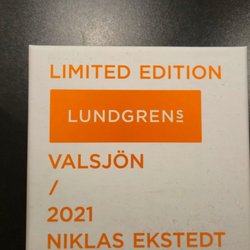 LIMITED EDITION
LUNDGRENS
VALSJÖN
/
2021
NIKLAS EKSTEDT